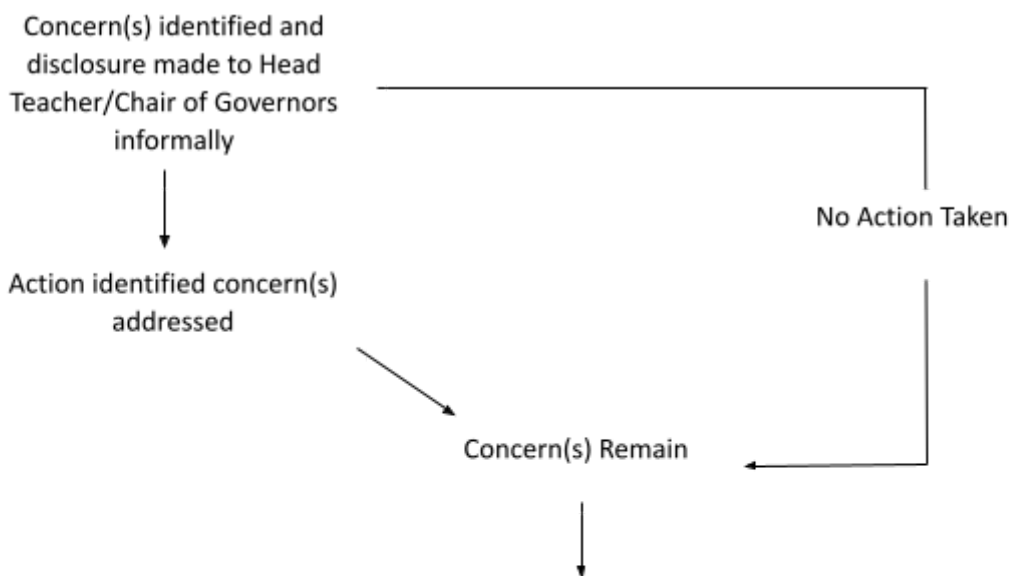 Concern(s) identified and
disclosure made to Head
Teacher/Chair of Governors
informally
No Action Taken
Action identified concern(s)
addressed
Concern(s) Remain